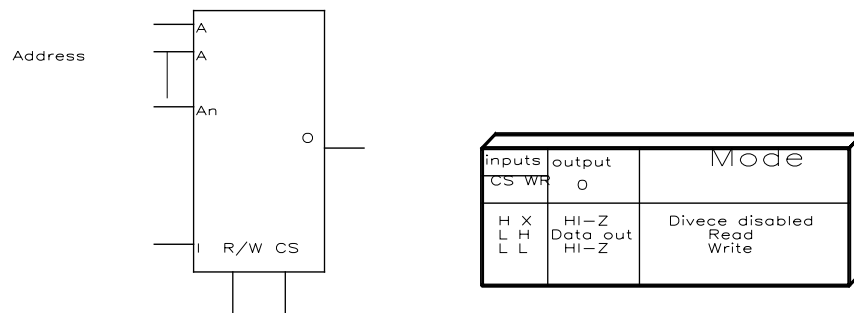 Address
A
A
An
O
I R/W CS
inputs output Mode
CS WR O
H X HI-Z Divece disabled
L H Data out Read
L L HI-Z Write